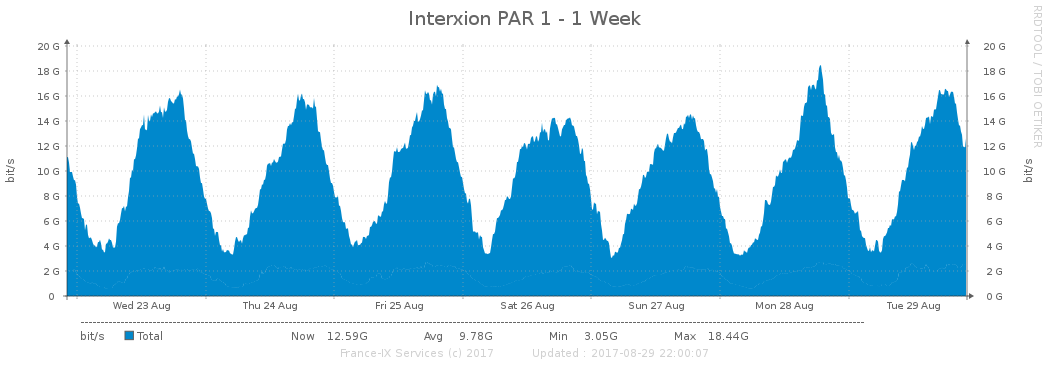 Interxion PAR 1 - 1 Week
RRDTOOL / TOBI OETIKER
20 G 20 G
18 G 18 G
16 G 16 G
14 G 14 G
12 G 12 G
10 G 10 G
8 G 8 G
6 G 6 G
4 G 4 G
2 G 2 G
0 0 G
bit/s bit/s
Wed 23 Aug Thu 24 Aug Fri 25 Aug Sat 26 Aug Sun 27 Aug Mon 28 Aug Tue 29 Aug
bit/s Total Now 12.59G Avg 9.78G Min 3.05G Max 18.44G
France-IX Services (c) 2017 Updated : 2017-08-29 22:00:07